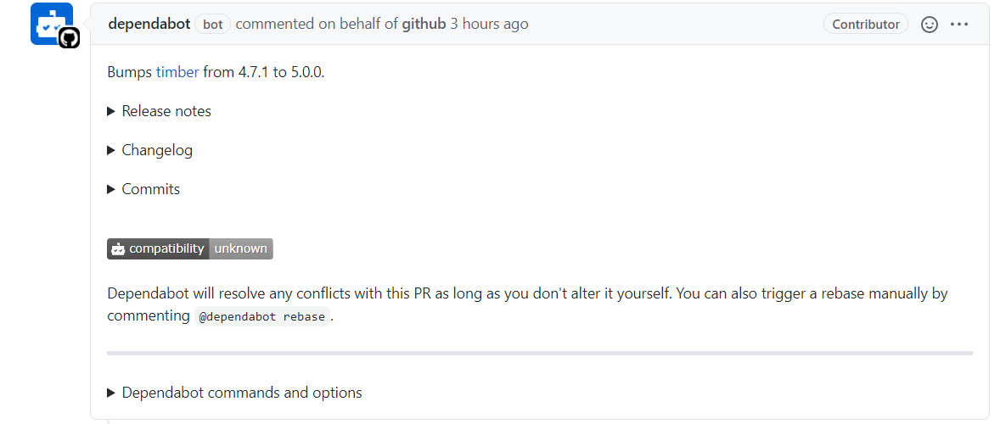 dependabot bot commented on behalf of github 3 hours ago Contributor
Bumps timber from 4.7.1 to 5.0.0.
Release notes
Changelog
Commits
compatibility unknown
Dependabot will resolve any conflicts with this PR as long as you don't alter it yourself. You can also trigger a rebase manually by
commenting @dependabot rebase.
Dependabot commands and options